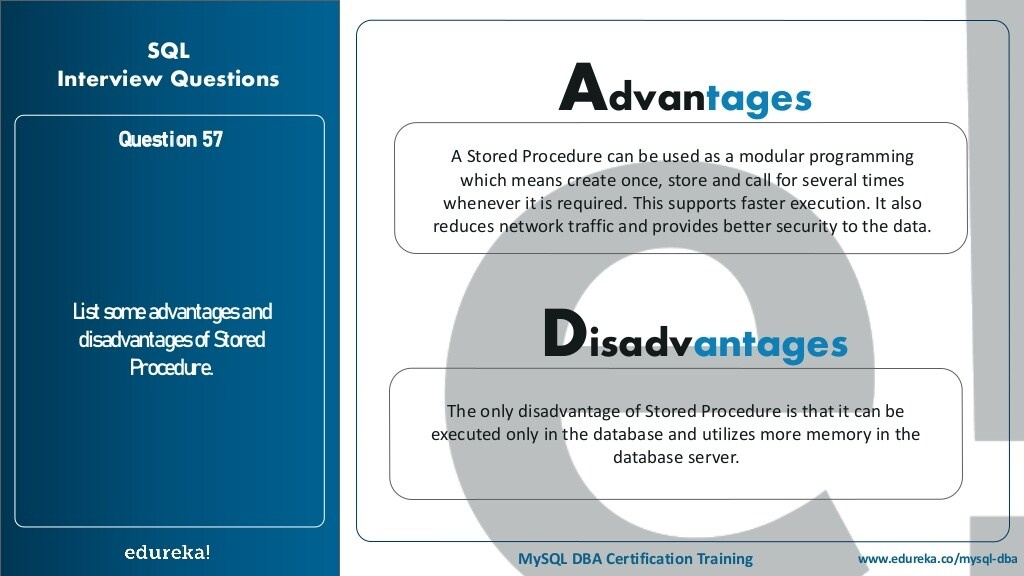 SQL
Interview Questions
Question 57
List some advantages and
disadvantages of Stored
Procedure.
edureka!
Advantages
A Stored Procedure can be used as a modular programming
which means create once, store and call for several times
whenever it is required. This supports faster execution. It also
reduces network traffic and provides better security to the data.
Disadvantages
The only disadvantage of Stored Procedure is that it can be
executed only in the database and utilizes more memory in the
database server.
MySQL DBA Certification Training
www.edureka.co/mysql-dba